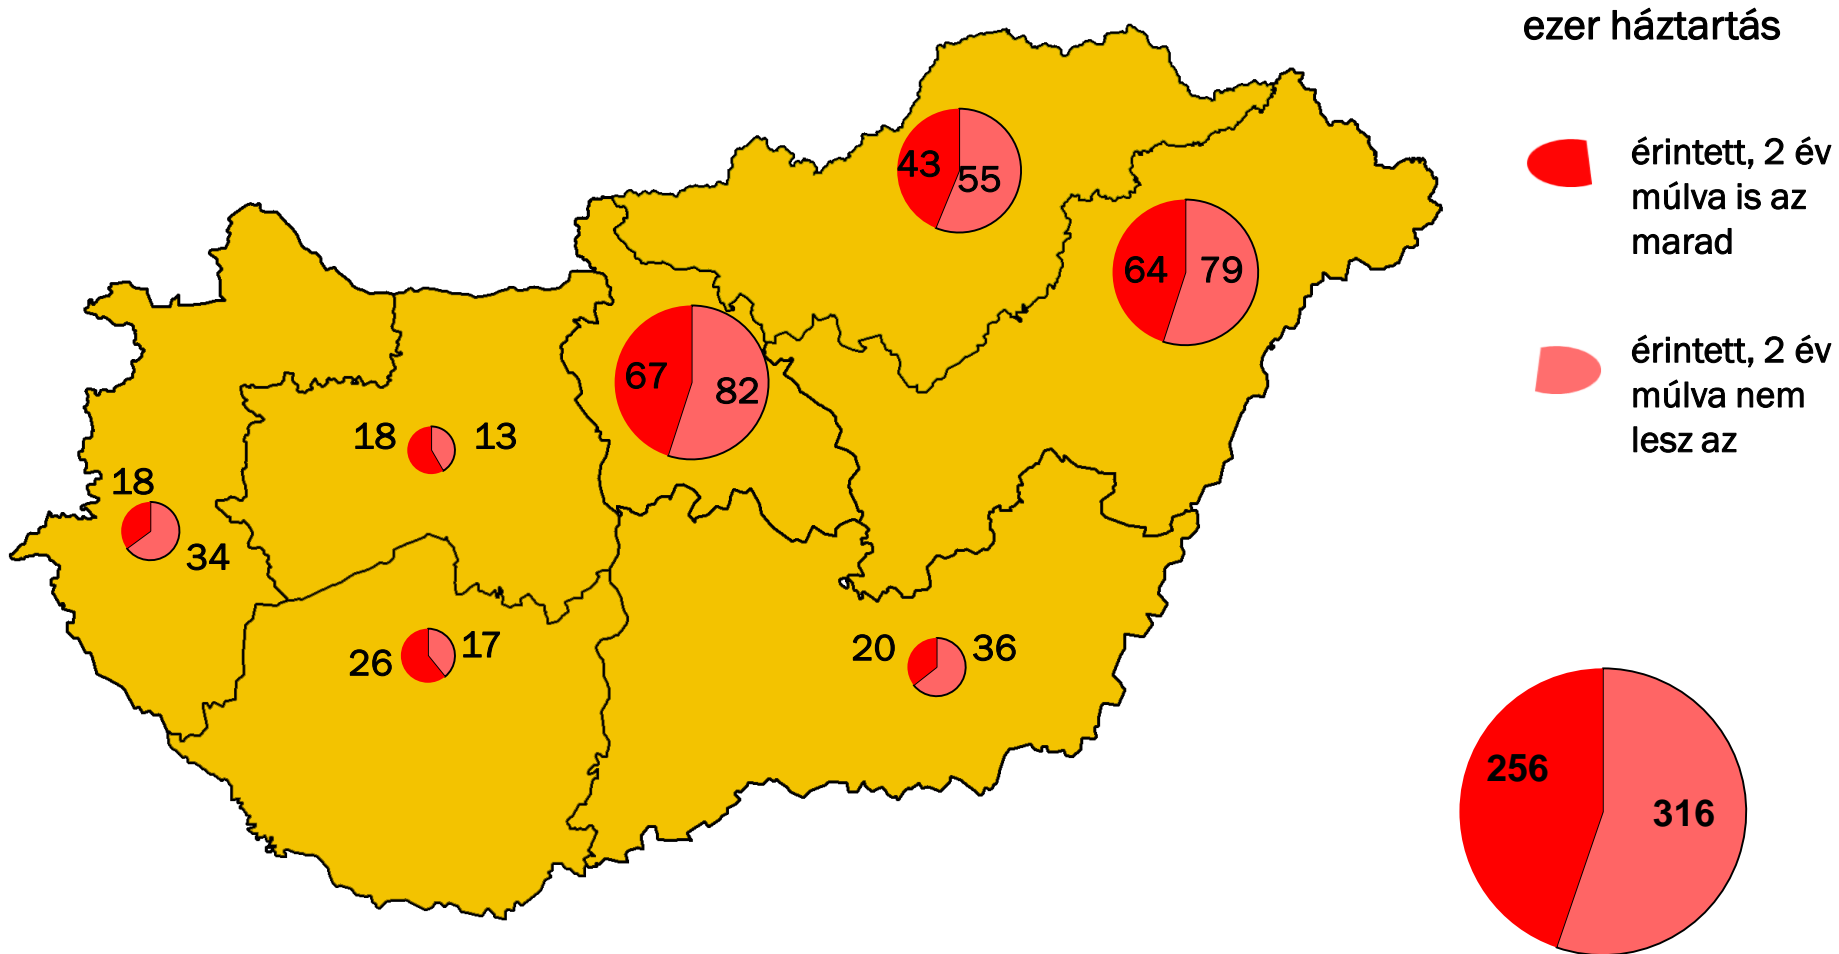 ezer háztartás
érintett, 2 év
múlva is az
marad
érintett, 2 év
múlva nem
lesz az
43
55
64
79
67
82
18
13
18
34
26
17
20
36
256
316